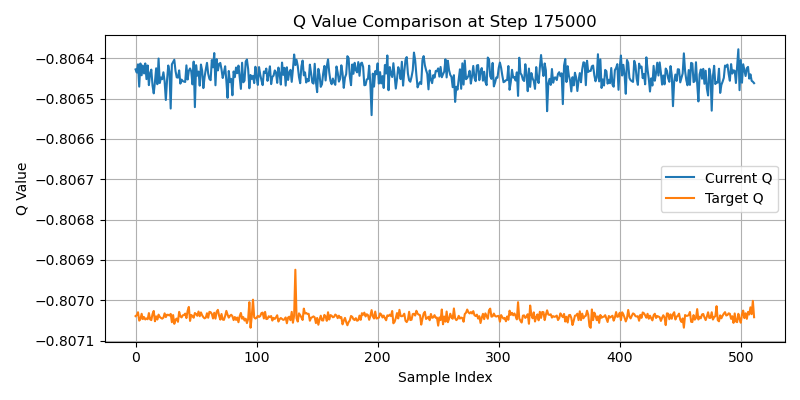 Q Value Comparison at Step 175000
Q Value
−0.8064
−0.8065
−0.8066
−0.8067
−0.8068
−0.8069
−0.8070
−0.8071
Current Q
Target Q
0
100
200
300
400
500
Sample Index